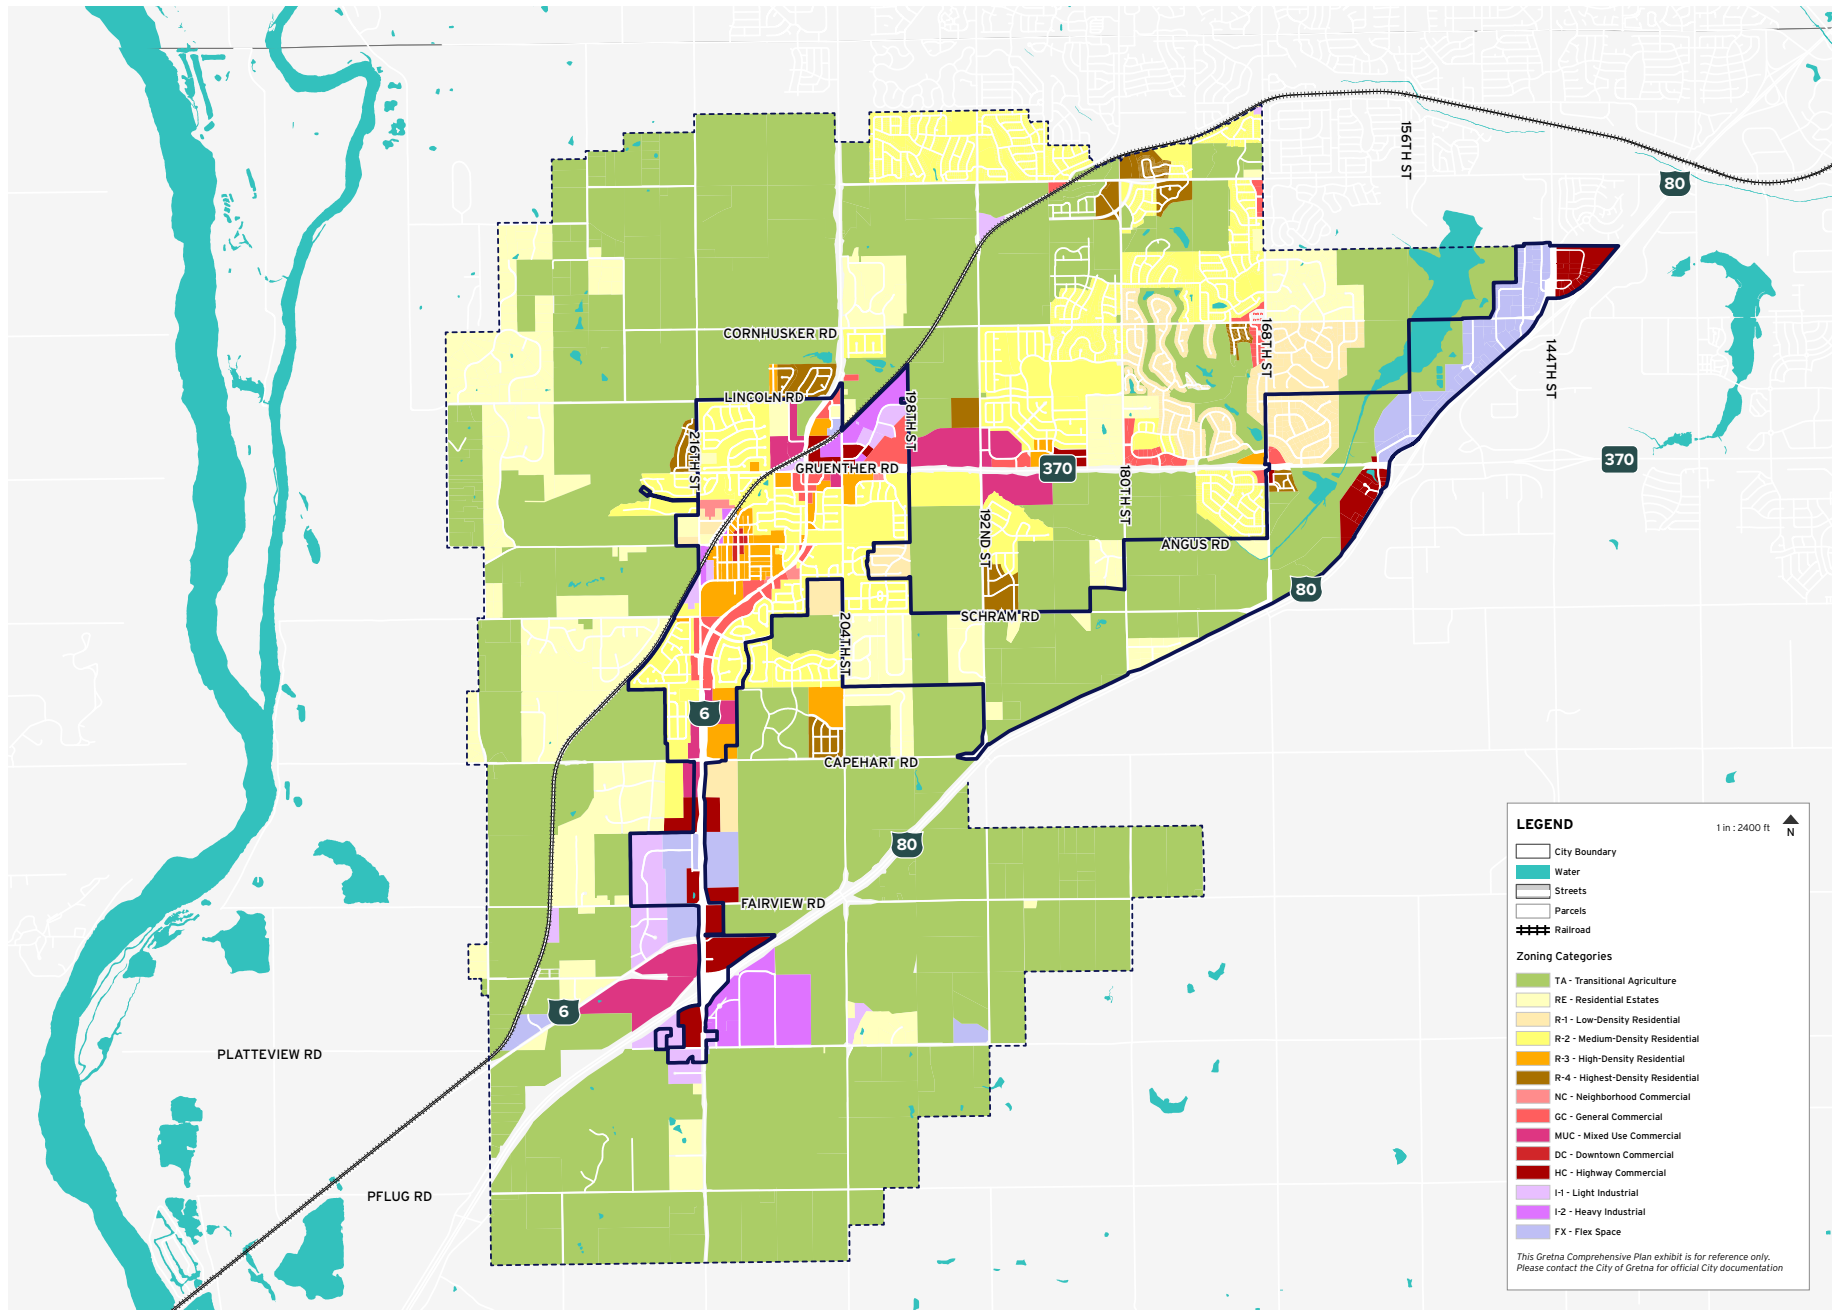 156TH ST
80
CORNHUSKER RD
168TH ST
144TH ST
LINCOLN RD
198TH ST
216TH ST
GRUENTHER RD
370
370
180TH ST
192ND ST
ANGUS RD
80
SCHRAM RD
204TH ST
6
CAPEHART RD
80
FAIRVIEW RD
6
PLATTEVIEW RD
PFLUG RD
LEGEND
1 in : 2400 ft
N
City Boundary
Water
Streets
Parcels
Railroad
Zoning Categories
TA - Transitional Agriculture
RE - Residential Estates
R-1 - Low-Density Residential
R-2 - Medium-Density Residential
R-3 - High-Density Residential
R-4 - Highest-Density Residential
NC - Neighborhood Commercial
GC - General Commercial
MUC - Mixed Use Commercial
DC - Downtown Commercial
HC - Highway Commercial
I-1 - Light Industrial
I-2 - Heavy Industrial
FX - Flex Space
This Gretna Comprehensive Plan exhibit is for reference only.
Please contact the City of Gretna for official City documentation